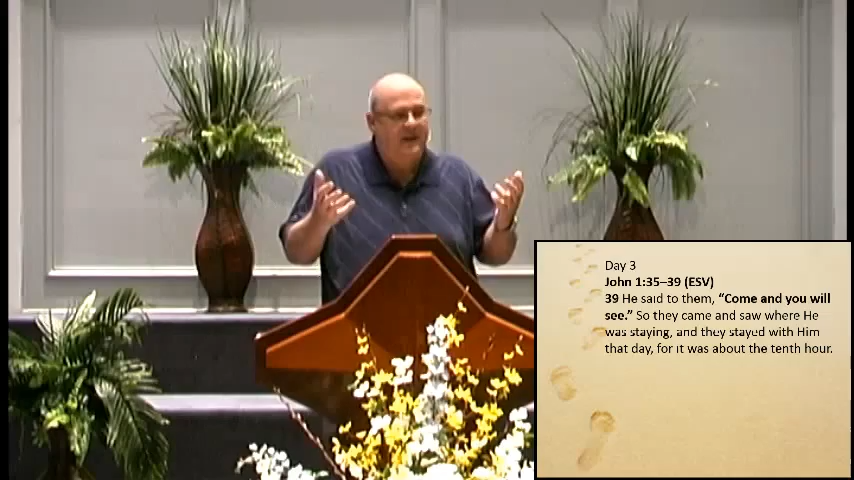 Day 3
John 1:35–39 (ESV)
39 He said to them, “Come and you will
see.” So they came and saw where He
was staying, and they stayed with Him
that day, for it was about the tenth hour.